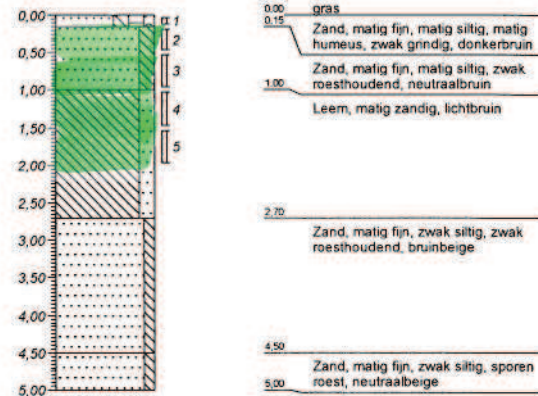 0,00
0,50
1,00
1,50
2,00
2,50
3,00
3,50
4,00
4,50
5,00
1
2
3
4
5
0,00
gras
0,15
Zand, matig fijn, matig siltig, matig
humeus, zwak grindig, donkerbruin
Zand, matig fijn, matig siltig, zwak
roesthoudend, neutraalbruin
1,00
Leem, matig zandig, lichtbruin
2,70
Zand, matig fijn, zwak siltig, zwak
roesthoudend, bruinbeige
4,50
Zand, matig fijn, zwak siltig, sporen
roest, neutraalbeige
5,00